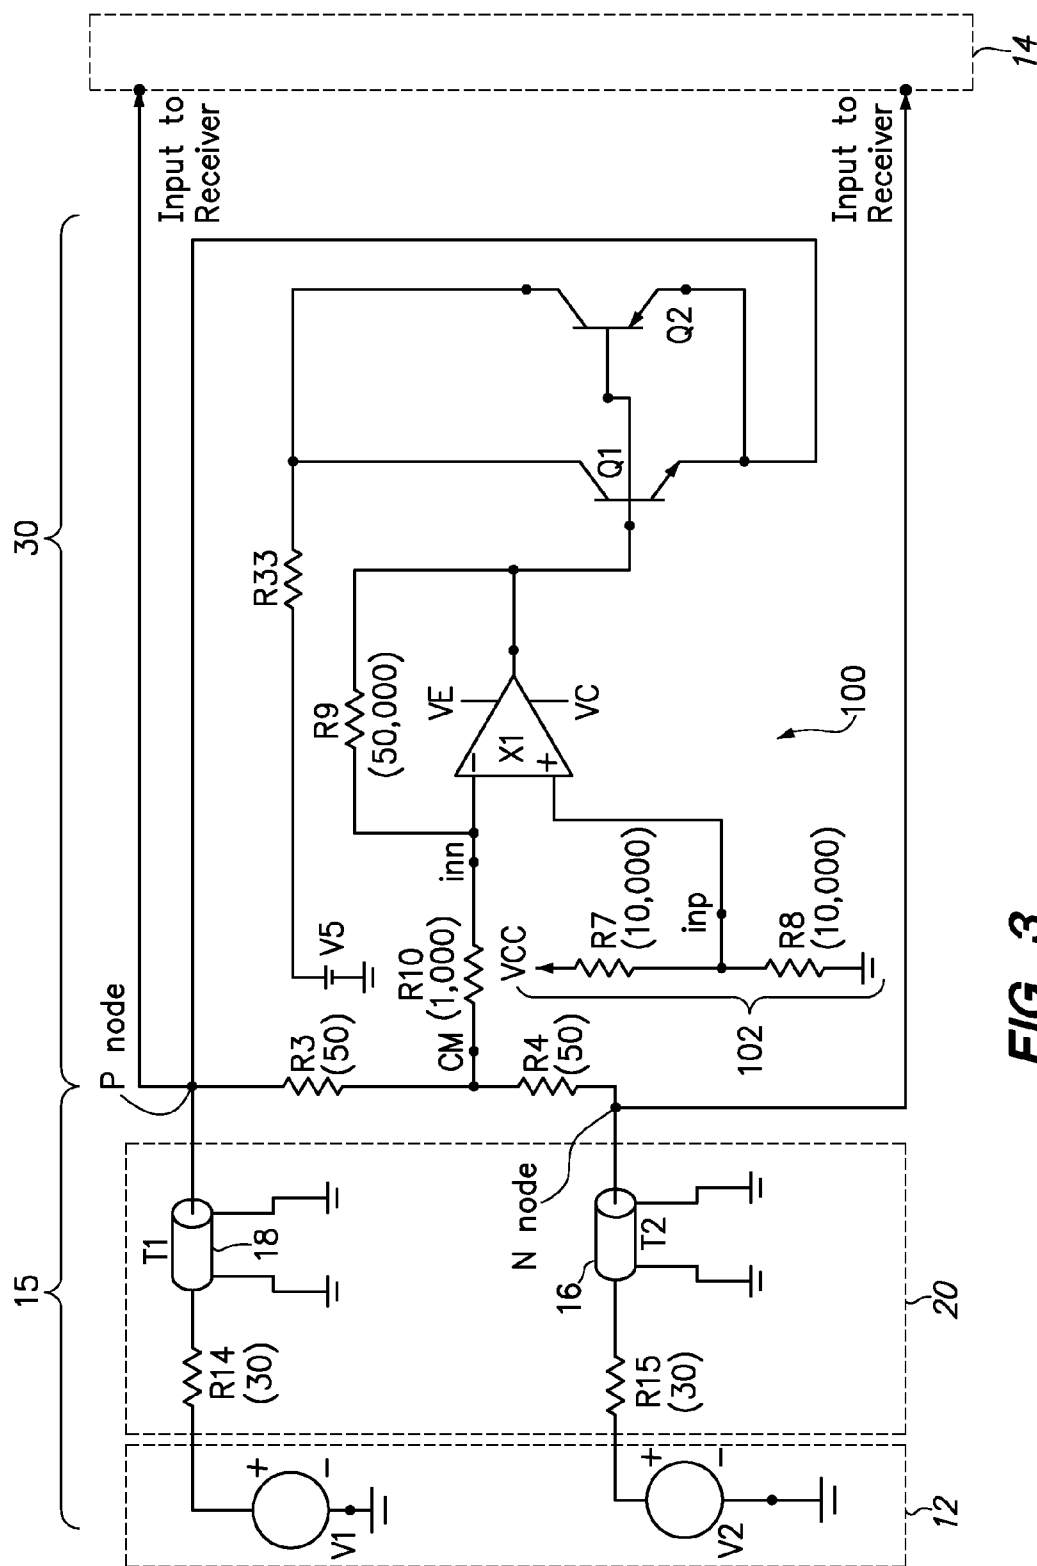 15
30
P node
Input to
Receiver
T1
18
R14
(30)
V1
+
−
R3
(50)
V5
R33
R9
(50,000)
CM
R10
(1,000)
inn
VE
X1
−
+
VC
Q1
Q2
R4
(50)
VCC
R7
(10,000)
inp
R8
(10,000)
102
100
N node
16
T2
R15
(30)
V2
+
−
Input to
Receiver
12
20
14
FIG. 3